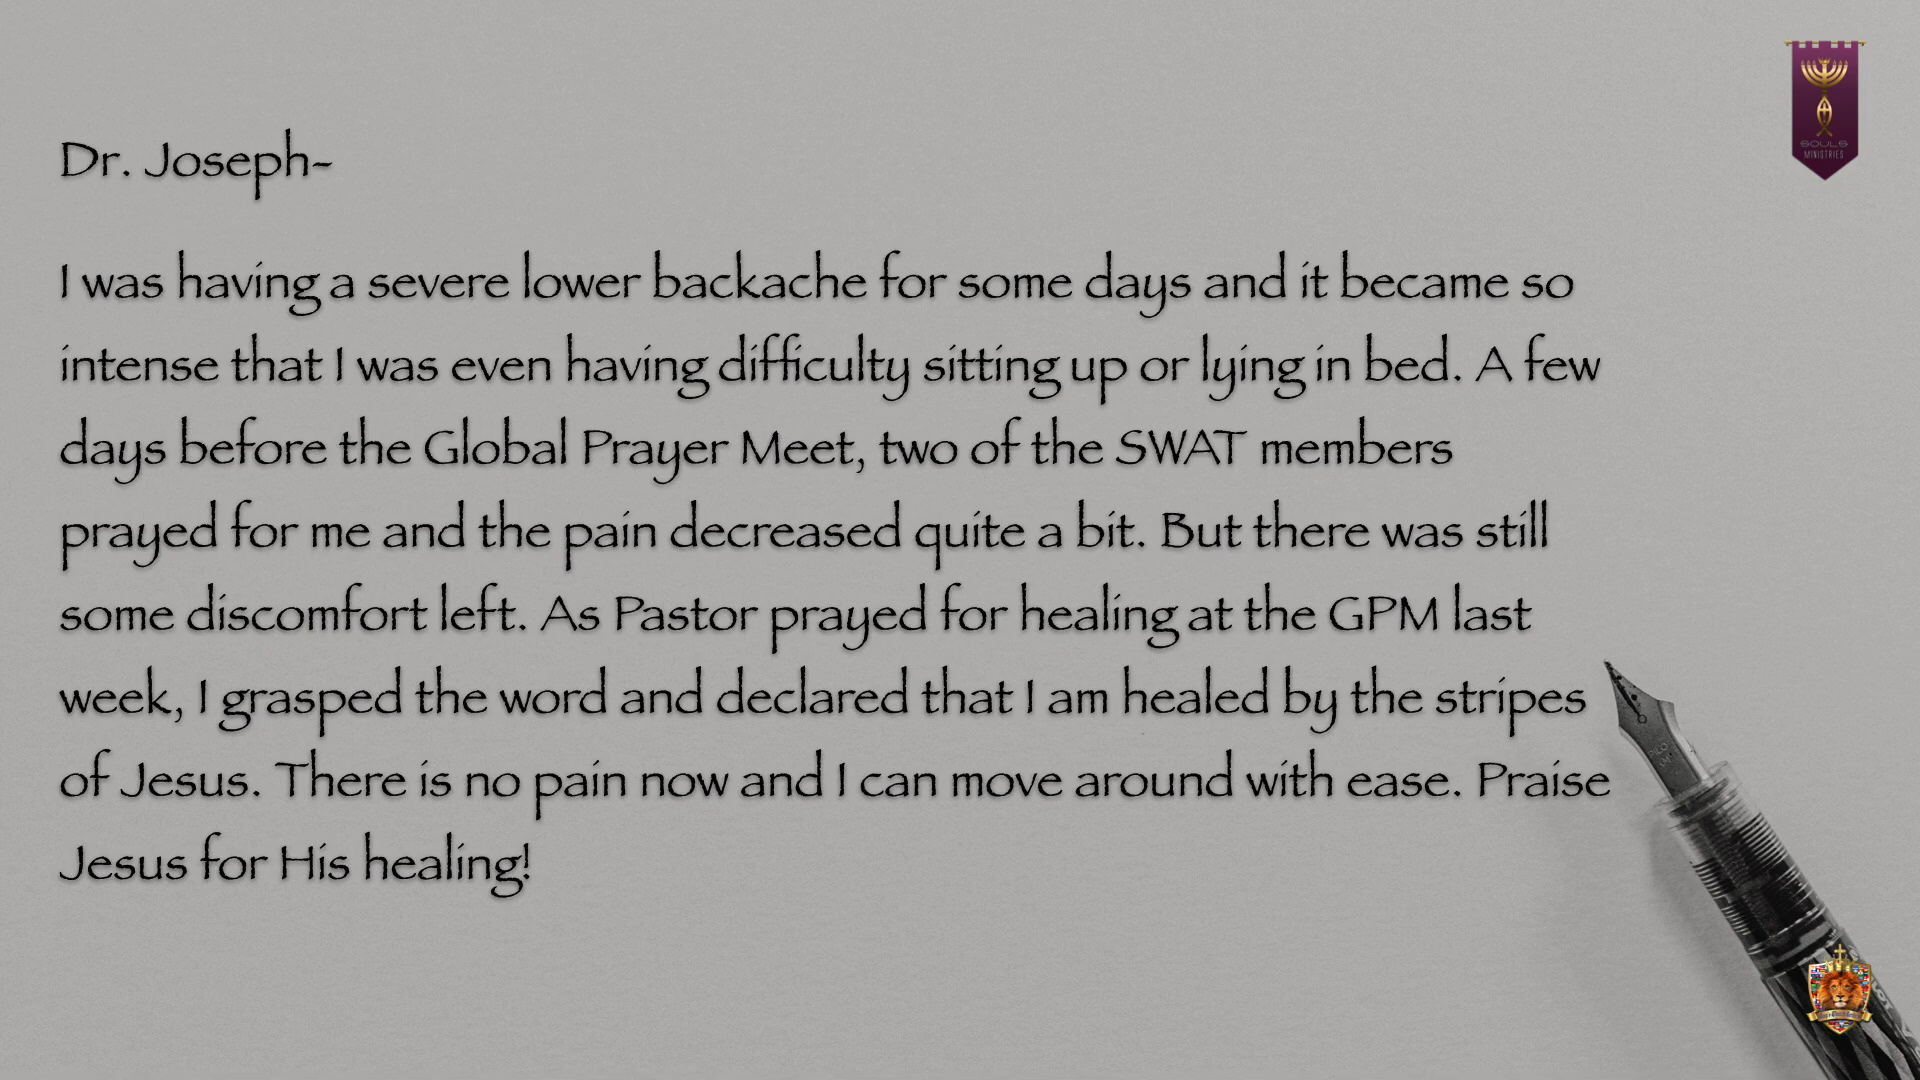 SOULS
MINISTRIES
Dr. Joseph-
I was having a severe lower backache for some days and it became so
intense that I was even having difficulty sitting up or lying in bed. A few
days before the Global Prayer Meet, two of the SWAT members
prayed for me and the pain decreased quite a bit. But there was still
some discomfort left. As Pastor prayed for healing at the GPM last
week, I grasped the word and declared that I am healed by the stripes
of Jesus. There is no pain now and I can move around with ease. Praise
Jesus for His healing!